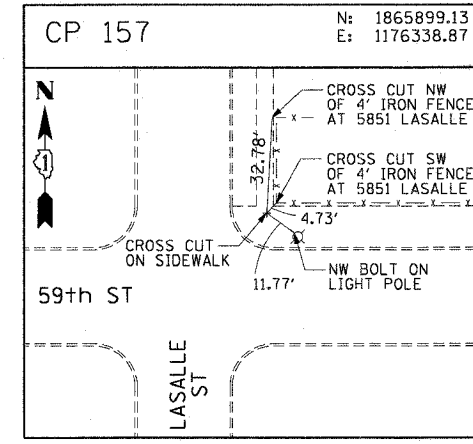 CP 157
N: 1865899.13
E: 1176338.87
N
1
CROSS CUT NW
OF 4' IRON FENCE
AT 5851 LASALLE
32.78'
CROSS CUT SW
OF 4' IRON FENCE
AT 5851 LASALLE
4.73'
CROSS CUT
ON SIDEWALK
11.77'
NW BOLT ON
LIGHT POLE
59th ST
LASALLE
ST